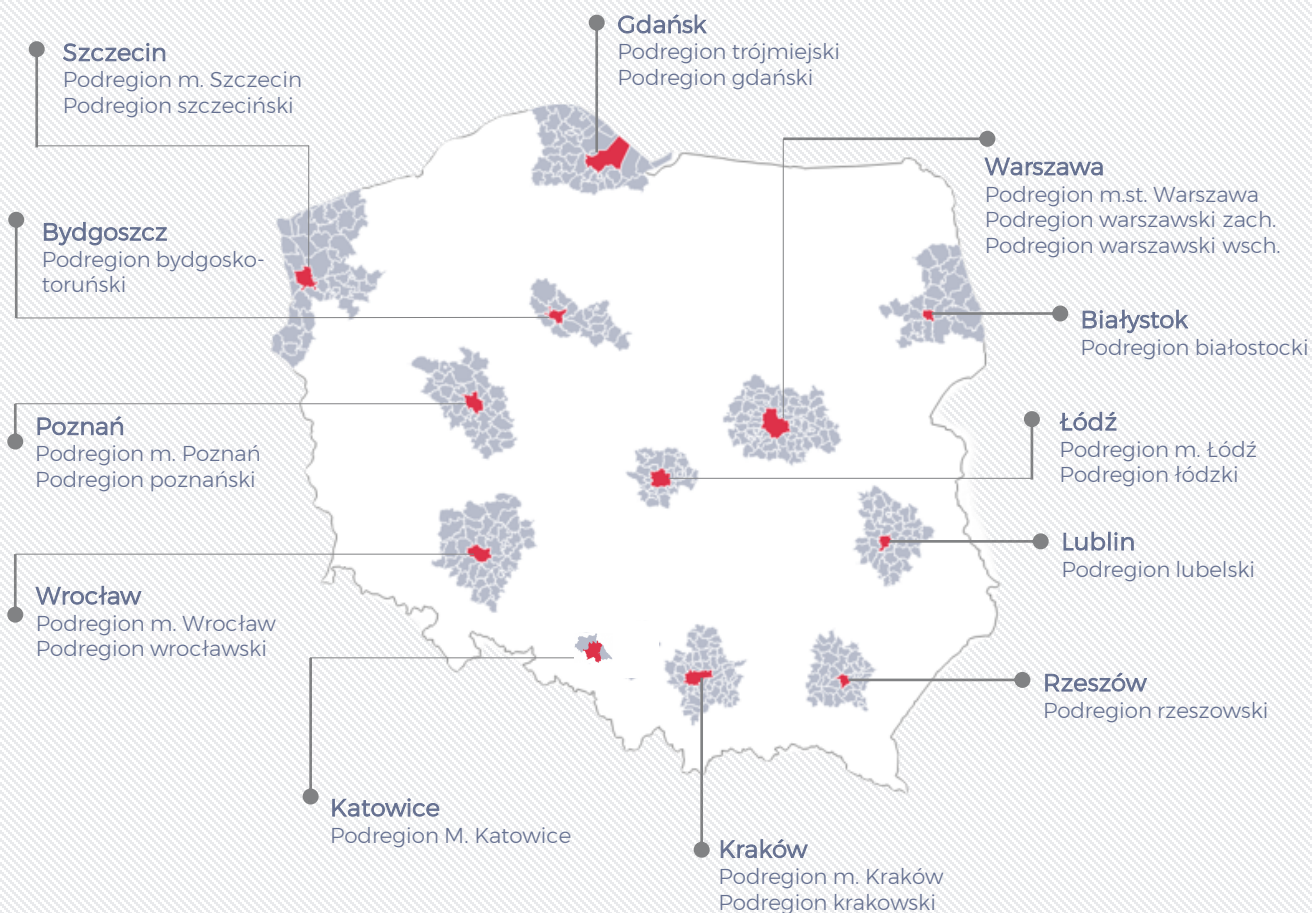 Gdańsk
Podregion trójmiejski
Podregion gdański
Szczecin
Podregion m. Szczecin
Podregion szczeciński
Warszawa
Podregion m.st. Warszawa
Podregion warszawski zach.
Podregion warszawski wsch.
Bydgoszcz
Podregion bydgosko-
toruński
Białystok
Podregion białostocki
Poznań
Podregion m. Poznań
Podregion poznański
Łódź
Podregion m. Łódź
Podregion łódzki
Lublin
Podregion lubelski
Wrocław
Podregion m. Wrocław
Podregion wrocławski
Rzeszów
Podregion rzeszowski
Katowice
Podregion M. Katowice
Kraków
Podregion m. Kraków
Podregion krakowski